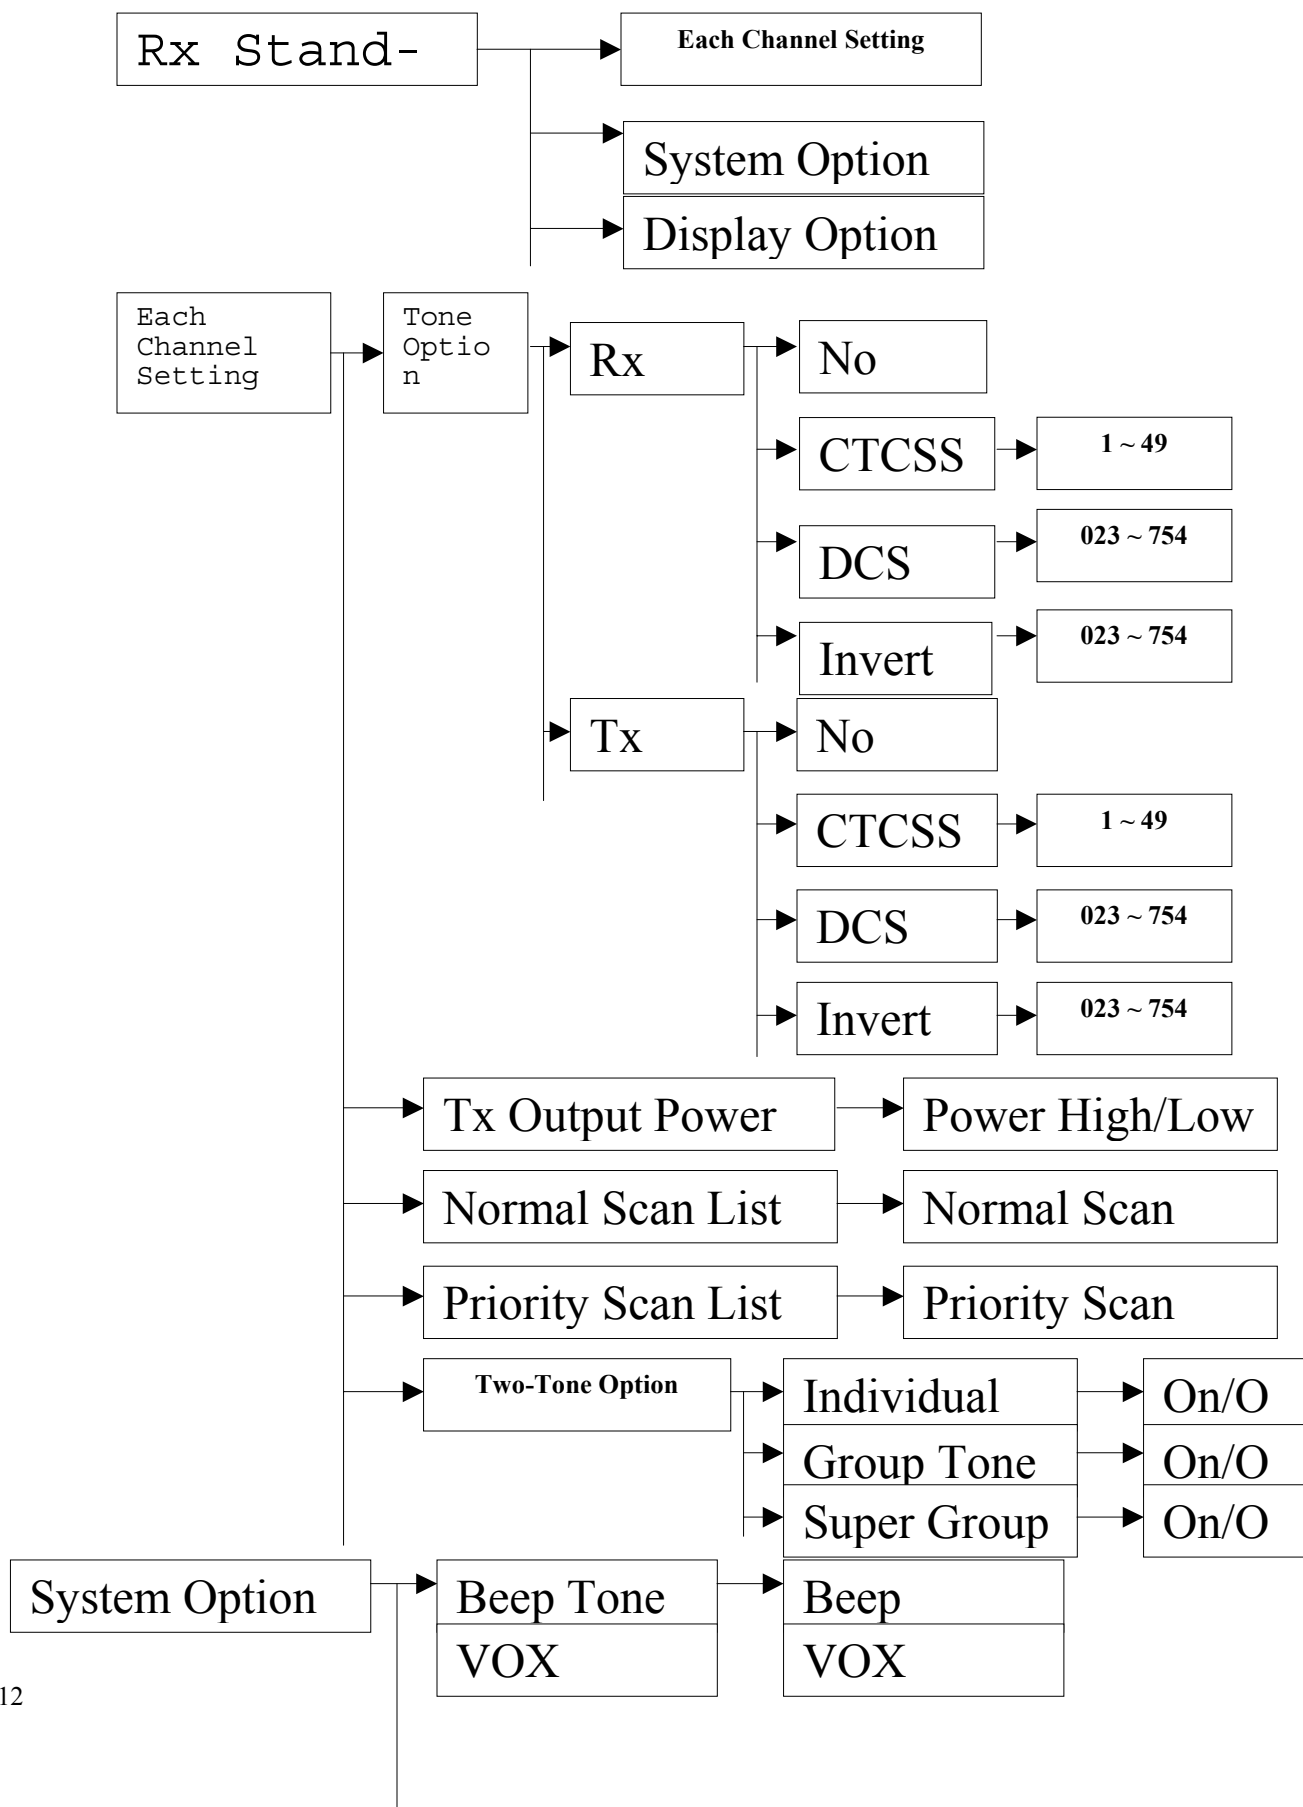 Rx Stand-
Each Channel Setting
System Option
Display Option
Each
Channel
Setting
Tone
Optio
n
Rx
No
CTCSS
1 ~ 49
DCS
023 ~ 754
Invert
023 ~ 754
Tx
No
CTCSS
1 ~ 49
DCS
023 ~ 754
Invert
023 ~ 754
Tx Output Power
Power High/Low
Normal Scan List
Normal Scan
Priority Scan List
Priority Scan
Two-Tone Option
Individual
On/O
Group Tone
On/O
Super Group
On/O
System Option
Beep Tone
Beep
VOX
VOX
12